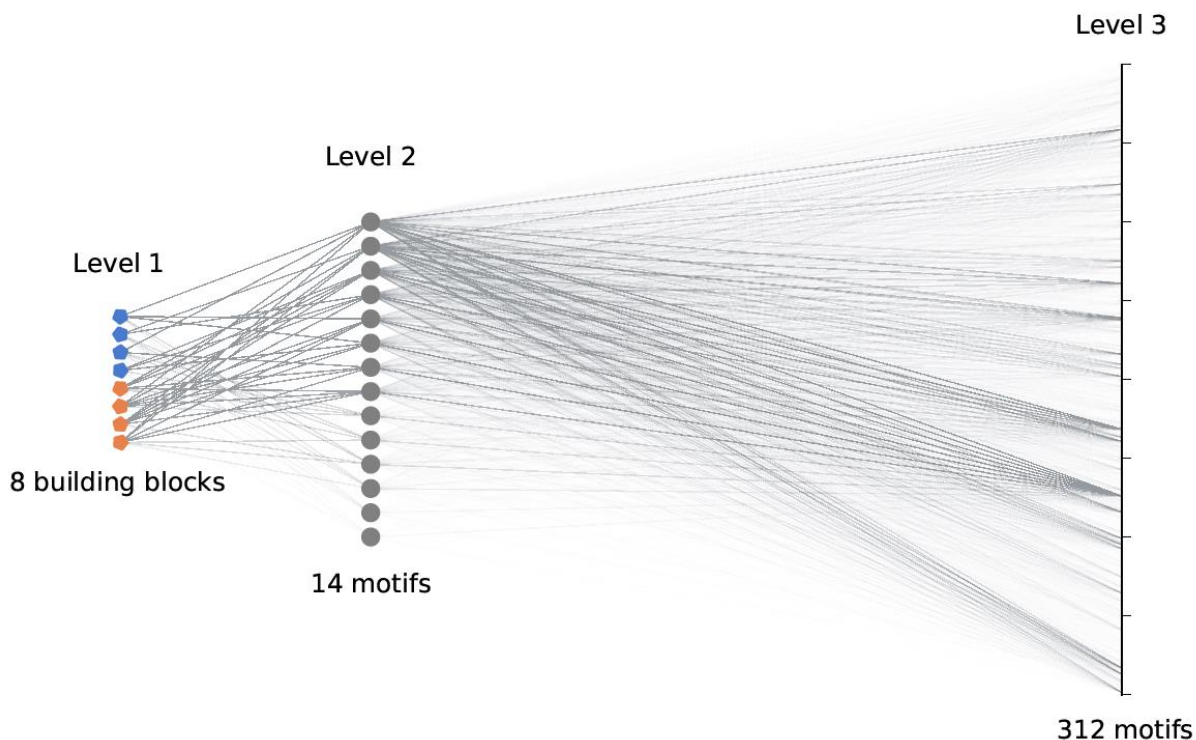 Level 3
Level 2
Level 1
8 building blocks
14 motifs
312 motifs